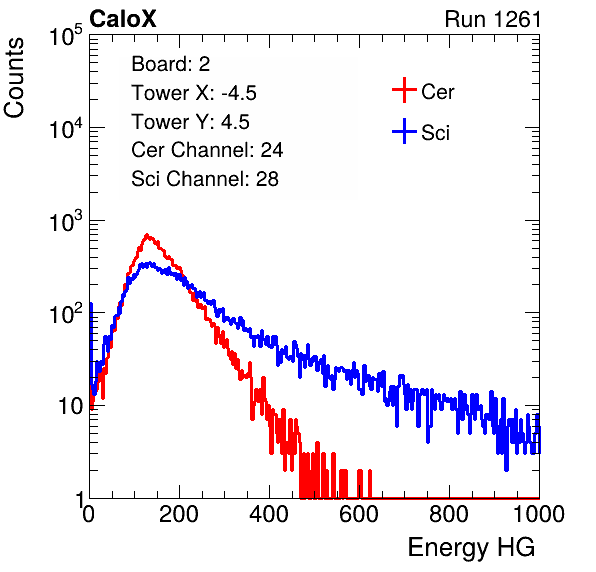 CaloX Run 1261
Counts
Board: 2
Tower X: -4.5
Tower Y: 4.5
Cer Channel: 24
Sci Channel: 28
Cer
Sci
10^5
10^4
10^3
10^2
10
1
0 200 400 600 800 1000
Energy HG